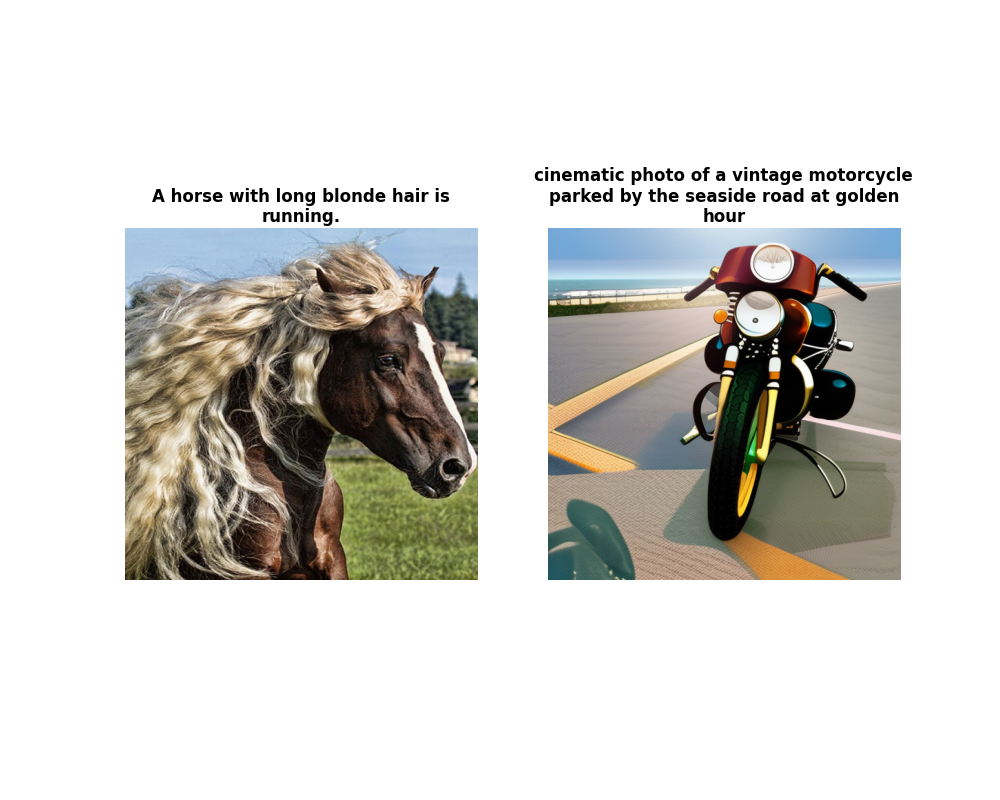 A horse with long blonde hair is
running.
cinematic photo of a vintage motorcycle
parked by the seaside road at golden
hour